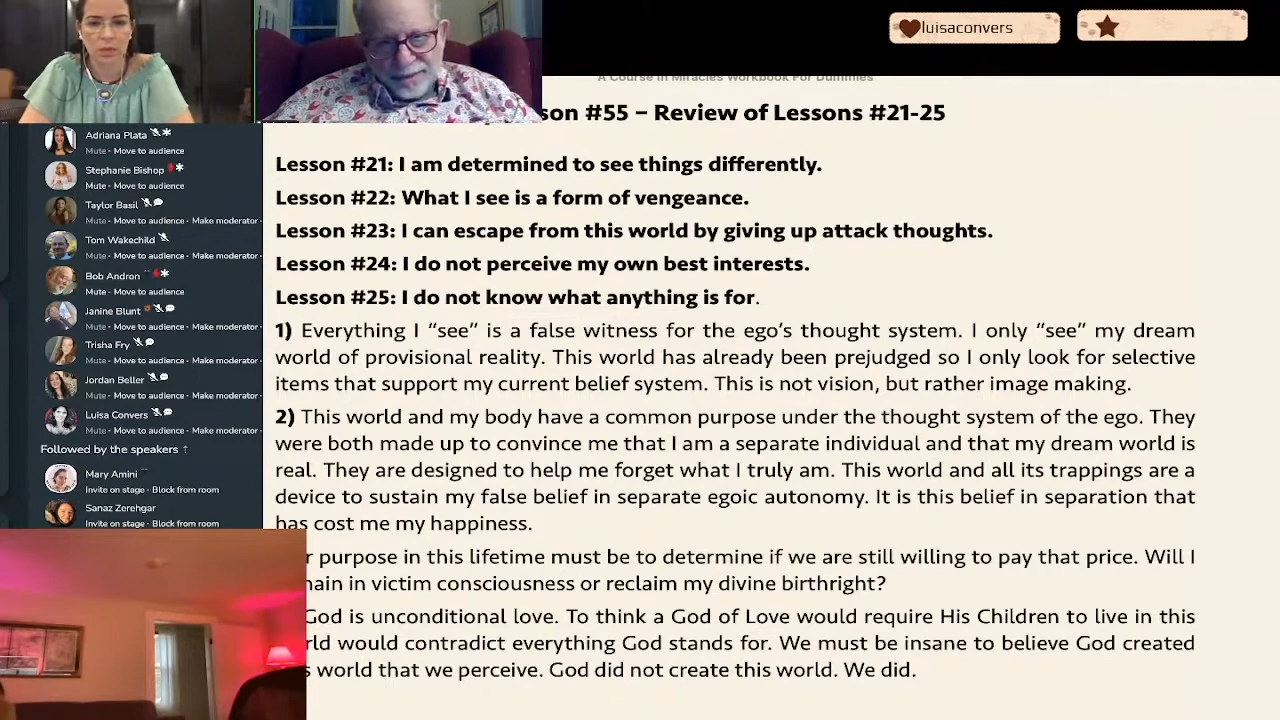 luisaconvers
A Course In Miracles Workbook For Dummies
son #55 – Review of Lessons #21-25
Lesson #21: I am determined to see things differently.
Lesson #22: What I see is a form of vengeance.
Lesson #23: I can escape from this world by giving up attack thoughts.
Lesson #24: I do not perceive my own best interests.
Lesson #25: I do not know what anything is for.
1) Everything I “see” is a false witness for the ego’s thought system. I only “see” my dream
world of provisional reality. This world has already been prejudged so I only look for selective
items that support my current belief system. This is not vision, but rather image making.
2) This world and my body have a common purpose under the thought system of the ego. They
were both made up to convince me that I am a separate individual and that my dream world is
real. They are designed to help me forget what I truly am. This world and all its trappings are a
device to sustain my false belief in separate egoic autonomy. It is this belief in separation that
has cost me my happiness.
r purpose in this lifetime must be to determine if we are still willing to pay that price. Will I
ain in victim consciousness or reclaim my divine birthright?
God is unconditional love. To think a God of Love would require His Children to live in this
rld would contradict everything God stands for. We must be insane to believe God created
s world that we perceive. God did not create this world. We did.
Adriana Plata
Mute - Move to audience
Stephanie Bishop
Mute - Move to audience
Taylor Basil
Mute - Move to audience - Make moderator -
Tom Wakechild
Mute - Move to audience - Make moderator -
Bob Andron
Mute - Move to audience
Janine Blunt
Mute - Move to audience - Make moderator -
Trisha Fry
Mute - Move to audience - Make moderator -
Jordan Beller
Mute - Move to audience - Make moderator -
Luisa Convers
Mute - Move to audience - Make moderator -
Followed by the speakers ↑
Mary Amini
Invite on stage - Block from room
Sanaz Zerehgar
Invite on stage - Block from room